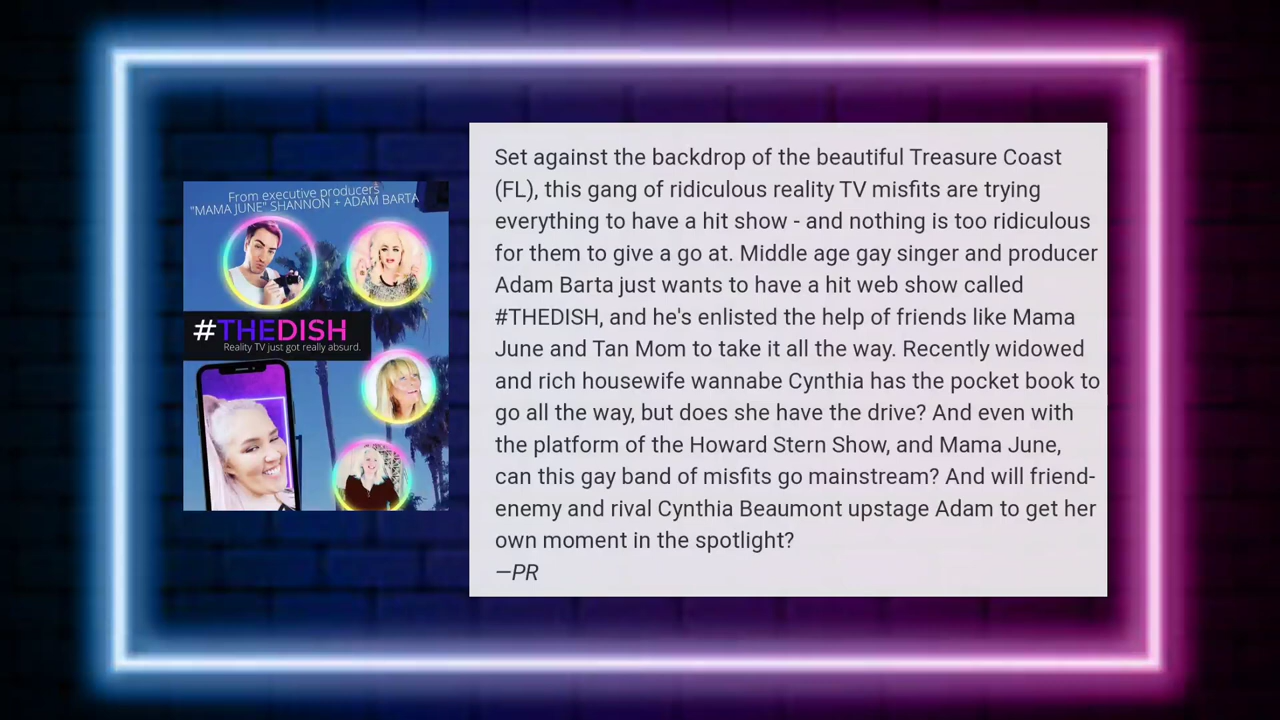 From executive producers
"MAMA JUNE" SHANNON + ADAM BARTA
#THEDISH
Reality TV just got really absurd.
Set against the backdrop of the beautiful Treasure Coast
(FL), this gang of ridiculous reality TV misfits are trying
everything to have a hit show - and nothing is too ridiculous
for them to give a go at. Middle age gay singer and producer
Adam Barta just wants to have a hit web show called
#THEDISH, and he's enlisted the help of friends like Mama
June and Tan Mom to take it all the way. Recently widowed
and rich housewife wannabe Cynthia has the pocket book to
go all the way, but does she have the drive? And even with
the platform of the Howard Stern Show, and Mama June,
can this gay band of misfits go mainstream? And will friend-
enemy and rival Cynthia Beaumont upstage Adam to get her
own moment in the spotlight?
—PR